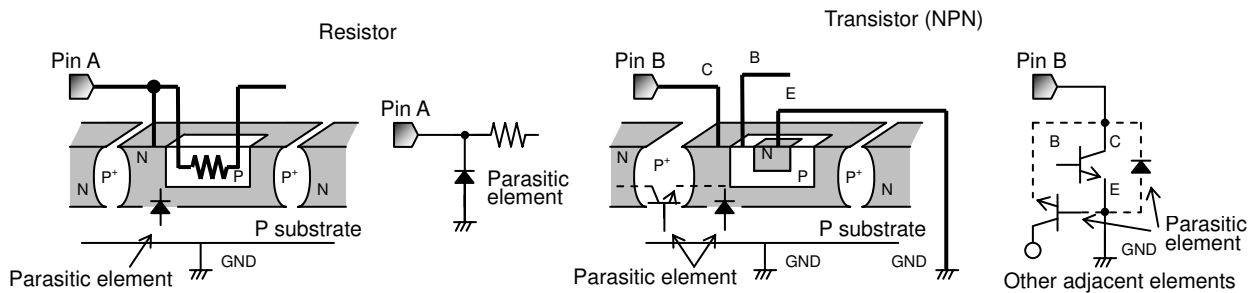 Resistor
Transistor (NPN)
Pin A
Pin B
C
B
E
Pin B
Pin A
N
N
P+
P
P+
N
N
P+
N
P
P+
N
B
C
E
Parasitic
element
P substrate
GND
Parasitic element
P substrate
GND
GND
Parasitic element
Parasitic
element
GND
Other adjacent elements